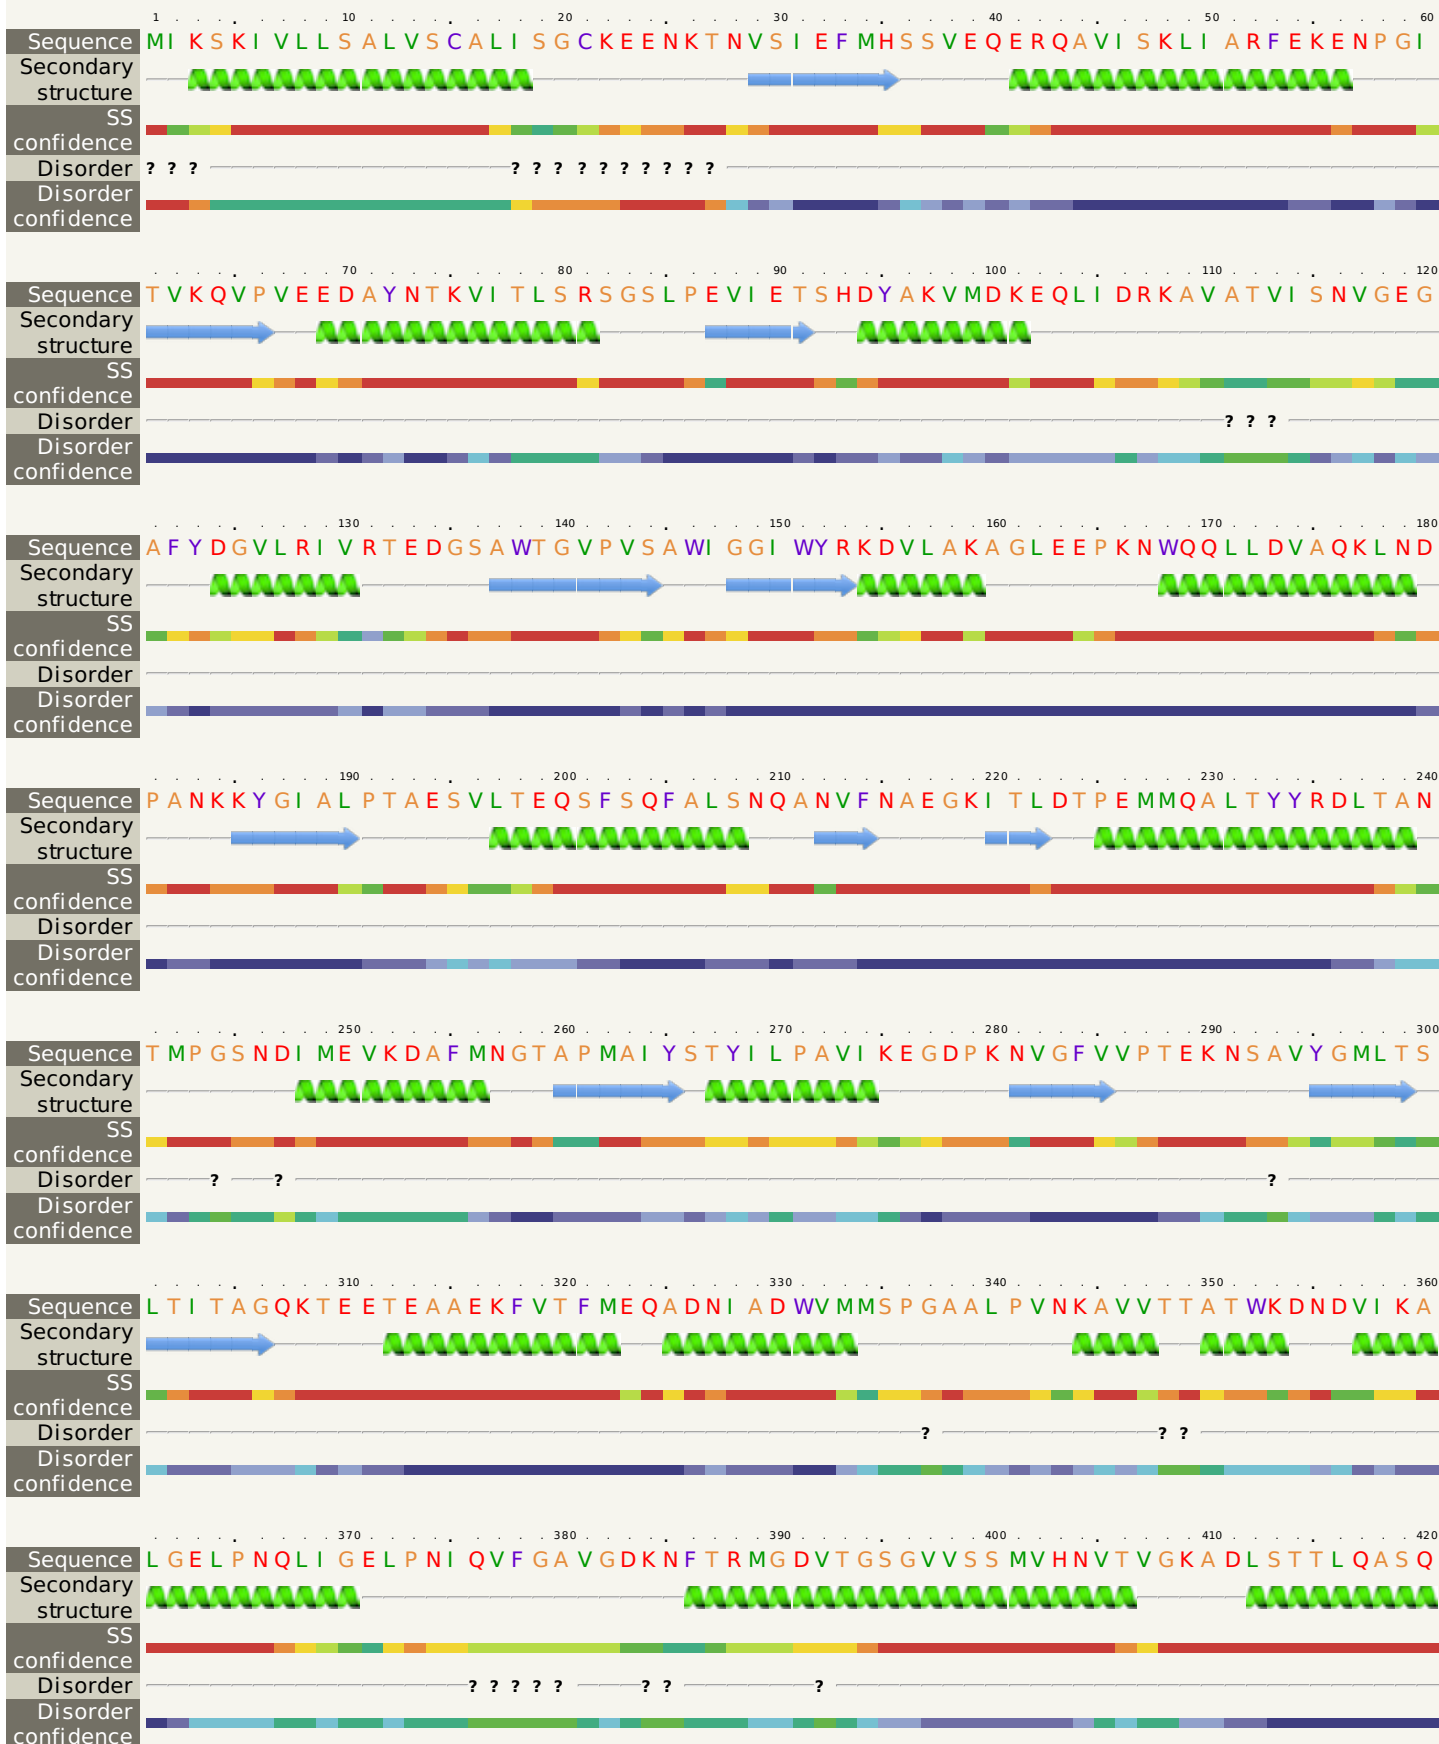 1 10 20 30 40 50 60
Sequence MIKSKIVLLSALVSCALISGCKEENKTNVSIEFMHSSVEQERQAVISKLIARFEKENPGI
Secondary
structure
SS
confidence
Disorder ? ? ? ? ? ? ? ? ? ? ? ? ?
Disorder
confidence
70 80 90 100 110 120
Sequence TVKQVPVEEDAYNTKVITLSRSGSLPEVIETSHDYAKVMDKEQLIDRKAVATVISNVGEG
Secondary
structure
SS
confidence
Disorder ? ? ?
Disorder
confidence
130 140 150 160 170 180
Sequence AFYDGVLRIVRTEDGSAWTGVPVSAWIGGIWYRKDVLAKAGLEEPKNWQQLLDVAQKLND
Secondary
structure
SS
confidence
Disorder
Disorder
confidence
190 200 210 220 230 240
Sequence PANKKYGIALPTAESVLTEQSFSQFALSNQANVFNAEGKITLDTPEMMQALTYYRDLTAN
Secondary
structure
SS
confidence
Disorder
Disorder
confidence
250 260 270 280 290 300
Sequence TMPGSNDIMEVKDAFMNGTAPMAIYSTYILPAVIKEGDPKNVGFVVPTEKNSAVYGMLTS
Secondary
structure
SS
confidence
Disorder ? ? ?
Disorder
confidence
310 320 330 340 350 360
Sequence LTITAGQKTEETEAAEKFVTFMEQADNIADWVMMSPGAALPVNKAVVTTATWKDNDVIKA
Secondary
structure
SS
confidence
Disorder ? ? ?
Disorder
confidence
370 380 390 400 410 420
Sequence LGELPNQLIGELPNIQVFGAVGDKNFTRMGDVTGSGVVSSMVHNVTVGKADLSTTLQASQ
Secondary
structure
SS
confidence
Disorder ? ? ? ? ? ? ? ?
Disorder
confidence